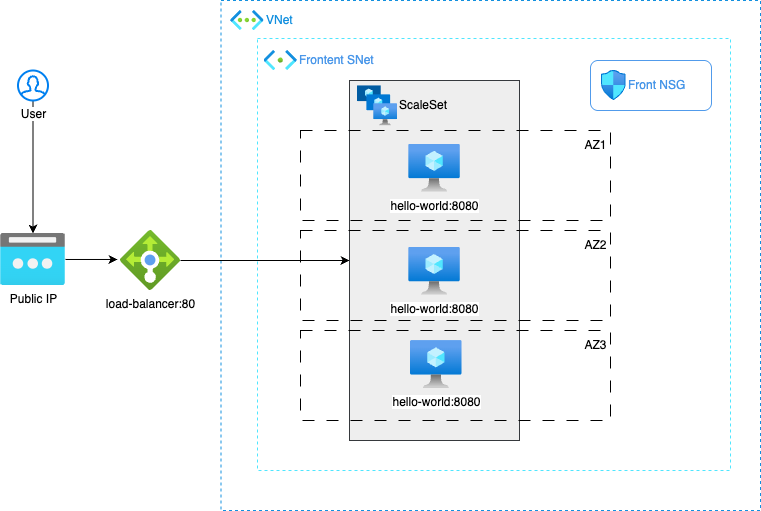 VNet
Frontent SNet
User
Front NSG
ScaleSet
AZ1
hello-world:8080
AZ2
Public IP
load-balancer:80
hello-world:8080
AZ3
hello-world:8080